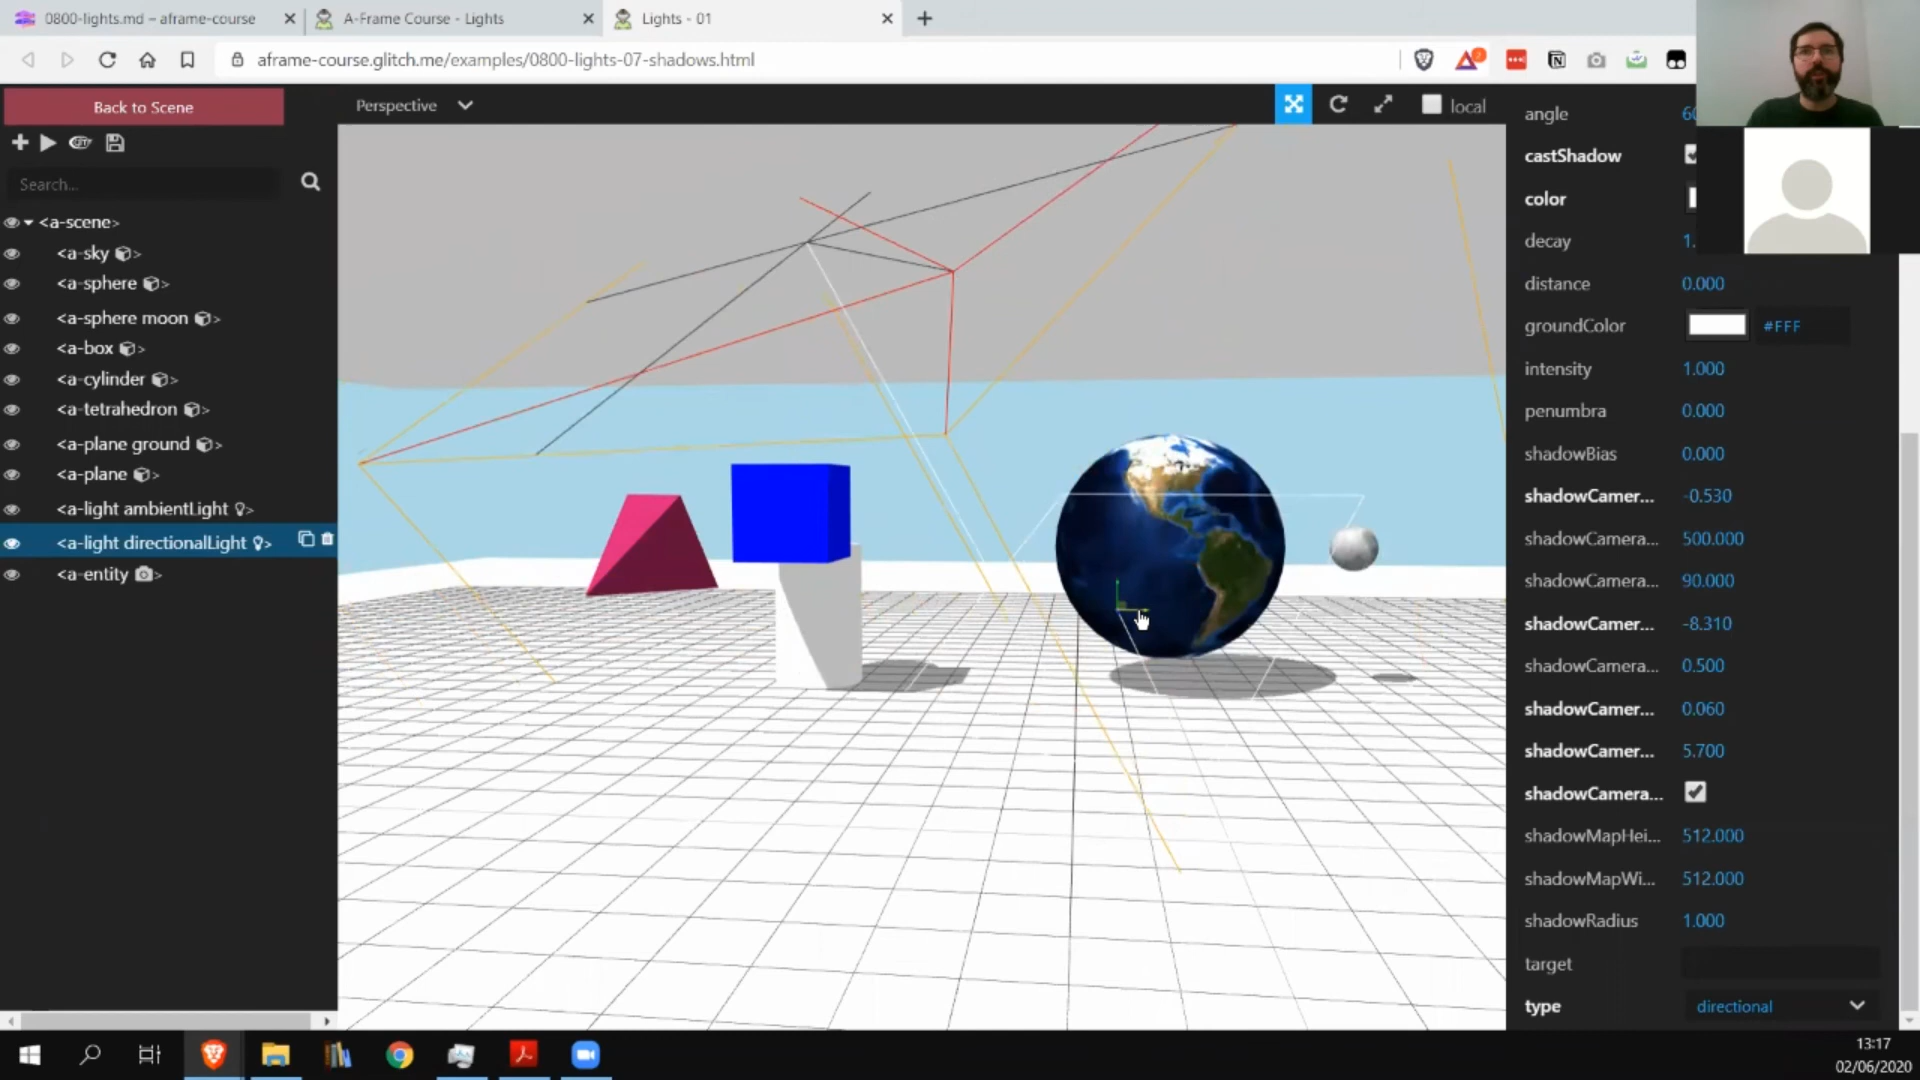 0800-lights.md – aframe-course
A-Frame Course - Lights
Lights - 01
aframe-course.glitch.me/examples/0800-lights-07-shadows.html
Back to Scene
Perspective
local
Search...
<a-scene>
<a-sky >
<a-sphere >
<a-sphere moon >
<a-box >
<a-cylinder >
<a-tetrahedron >
<a-plane ground >
<a-plane >
<a-light ambientLight >
<a-light directionalLight >
<a-entity >
angle
castShadow
color
decay
distance 0.000
groundColor #FFF
intensity 1.000
penumbra 0.000
shadowBias 0.000
shadowCamer... -0.530
shadowCamera... 500.000
shadowCamera... 90.000
shadowCamer... -8.310
shadowCamera... 0.500
shadowCamer... 0.060
shadowCamer... 5.700
shadowCamera...
shadowMapHei... 512.000
shadowMapWi... 512.000
shadowRadius 1.000
target
type directional
13:17
02/06/2020